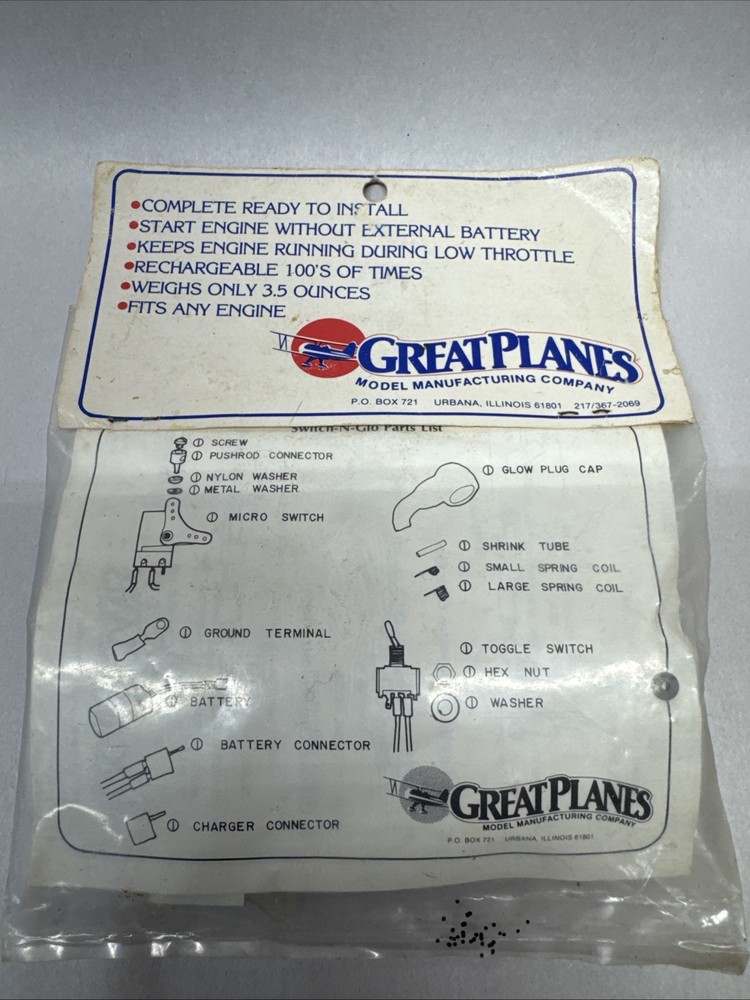 •COMPLETE READY TO INSTALL
•START ENGINE WITHOUT EXTERNAL BATTERY
•KEEPS ENGINE RUNNING DURING LOW THROTTLE
•RECHARGEABLE 100'S OF TIMES
•WEIGHS ONLY 3.5 OUNCES
•FITS ANY ENGINE
GREAT PLANES
MODEL MANUFACTURING COMPANY
P.O. BOX 721 URBANA, ILLINOIS 61801 217/367-2069
Switch-N-Glo Parts List
① SCREW
① PUSHROD CONNECTOR
① NYLON WASHER
① METAL WASHER
① MICRO SWITCH
① GROUND TERMINAL
① BATTERY
① BATTERY CONNECTOR
① CHARGER CONNECTOR
① GLOW PLUG CAP
① SHRINK TUBE
① SMALL SPRING COIL
① LARGE SPRING COIL
① TOGGLE SWITCH
① HEX NUT
① WASHER
GREAT PLANES
MODEL MANUFACTURING COMPANY
P.O. BOX 721 URBANA, ILLINOIS 61801